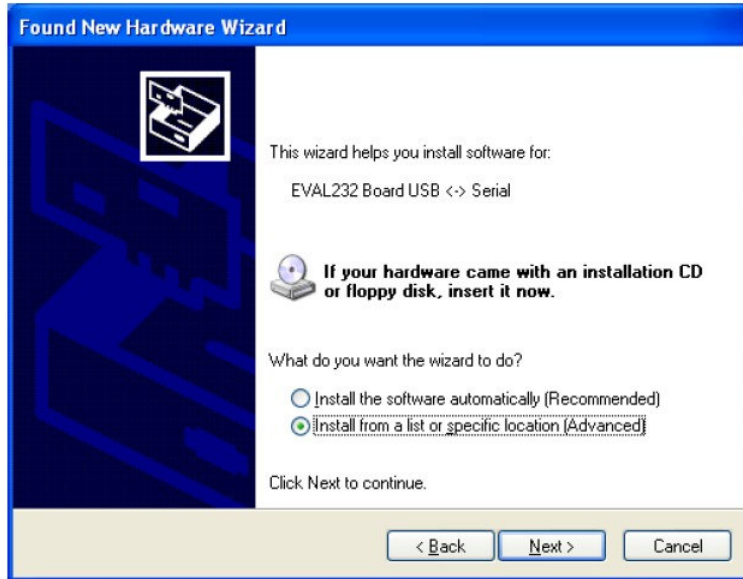 Found New Hardware Wizard
This wizard helps you install software for:
EVAL232 Board USB <-> Serial
If your hardware came with an installation CD
or floppy disk, insert it now.
What do you want the wizard to do?
Install the software automatically (Recommended)
Install from a list or specific location (Advanced)
Click Next to continue.
< Back Next > Cancel